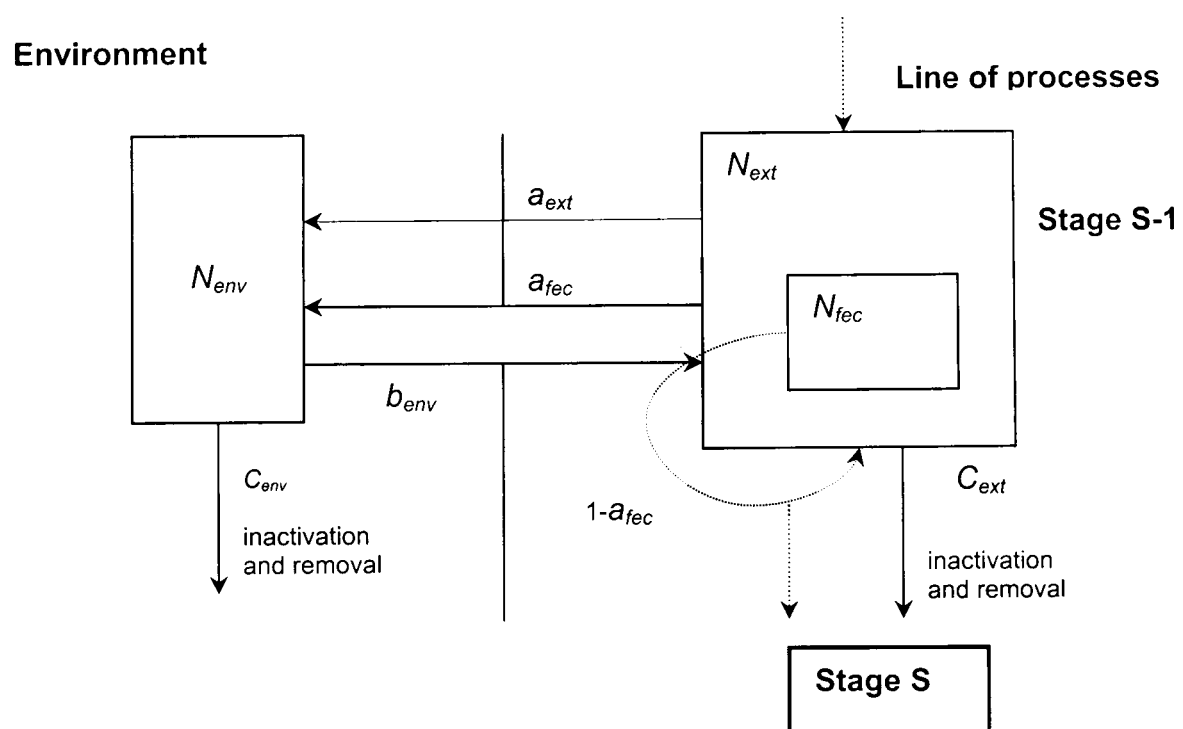 Environment
Line of processes
N_ext
a_ext
Stage S-1
N_env
a_fec
N_fec
b_env
C_env
1-a_fec
C_ext
inactivation
and removal
inactivation
and removal
Stage S